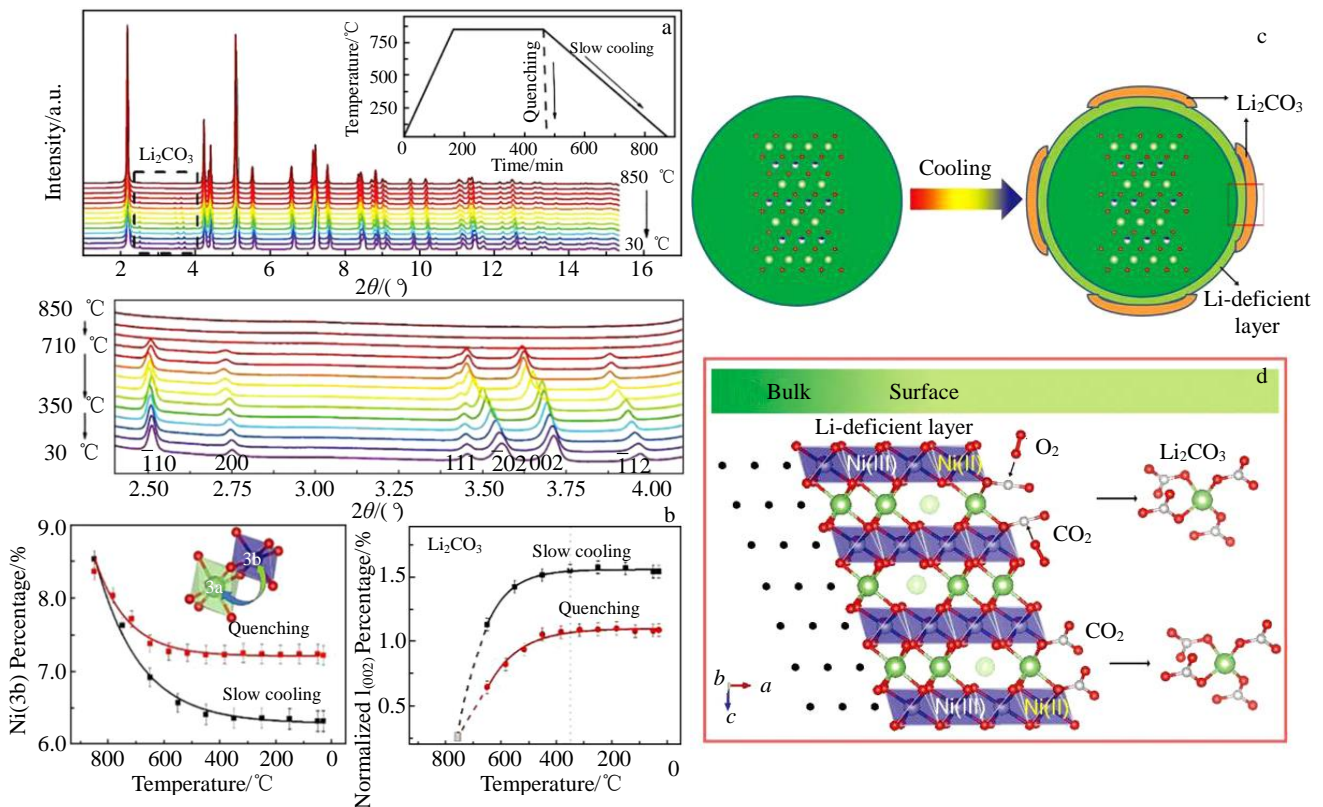 a
Intensity/a.u.
Li₂CO₃
850 ℃
30 ℃
2 4 6 8 10 12 14 16
2θ/(°)
Temperature/℃
750
500
250
0 200 400 600 800
Time/min
Quenching
Slow cooling
850 ℃
710 ℃
350 ℃
30 ℃
1̅10 200 111 2̅02 002 1̅12
2.50 2.75 3.00 3.25 3.50 3.75 4.00
2θ/(°)
b
Ni(3b) Percentage/%
9.0
8.0
7.0
6.0
3b
3a
Quenching
Slow cooling
800 600 400 200 0
Temperature/℃
Normalized I₍₀₀₂₎ Percentage/%
Li₂CO₃
1.5
1.0
0.5
Slow cooling
Quenching
800 600 400 200 0
Temperature/℃
c
Cooling
Li₂CO₃
Li-deficient
layer
d
Bulk Surface
Li-deficient layer
Ni(III) Ni(II)
O₂
CO₂
Li₂CO₃
CO₂
Ni(III) Ni(II)
b a
c